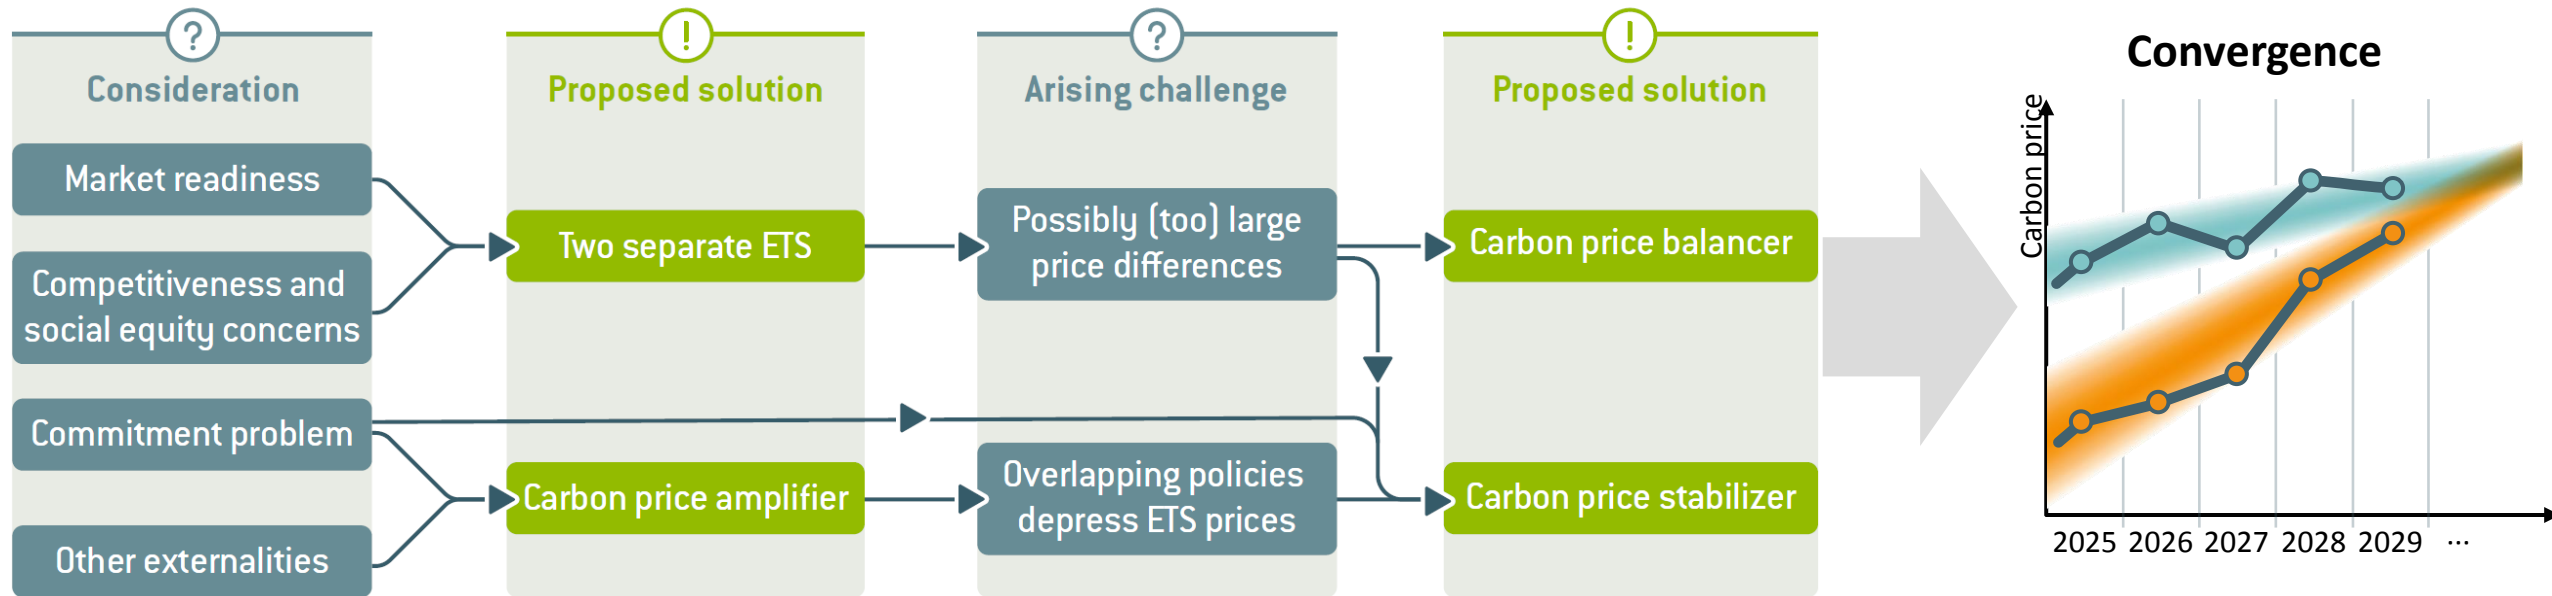 ?
Consideration
Market readiness
Competitiveness and
social equity concerns
Commitment problem
Other externalities
!
Proposed solution
Two separate ETS
Carbon price amplifier
?
Arising challenge
Possibly (too) large
price differences
Overlapping policies
depress ETS prices
!
Proposed solution
Carbon price balancer
Carbon price stabilizer
Convergence
Carbon price
2025 2026 2027 2028 2029 ...